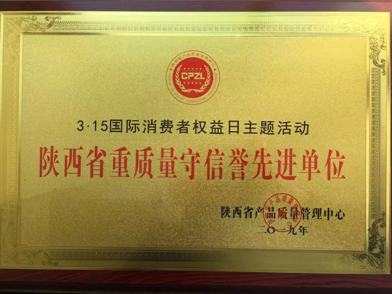 CPZL
3·15国际消费者权益日主题活动
陕西省重质量守信誉先进单位
陕西省产品质量管理中心
二〇一九年